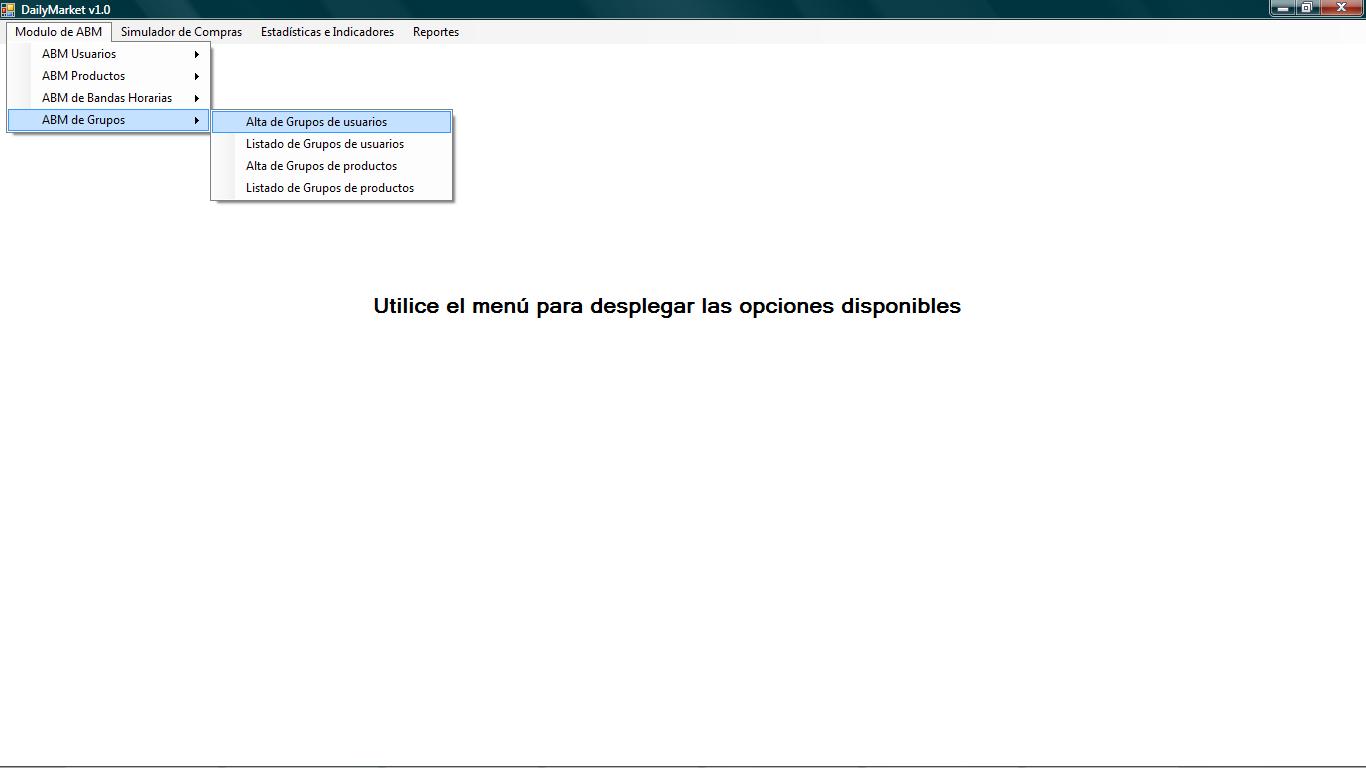 DailyMarket v1.0
Modulo de ABM Simulador de Compras Estadísticas e Indicadores Reportes
ABM Usuarios
ABM Productos
ABM de Bandas Horarias
ABM de Grupos
Alta de Grupos de usuarios
Listado de Grupos de usuarios
Alta de Grupos de productos
Listado de Grupos de productos
Utilice el menú para desplegar las opciones disponibles